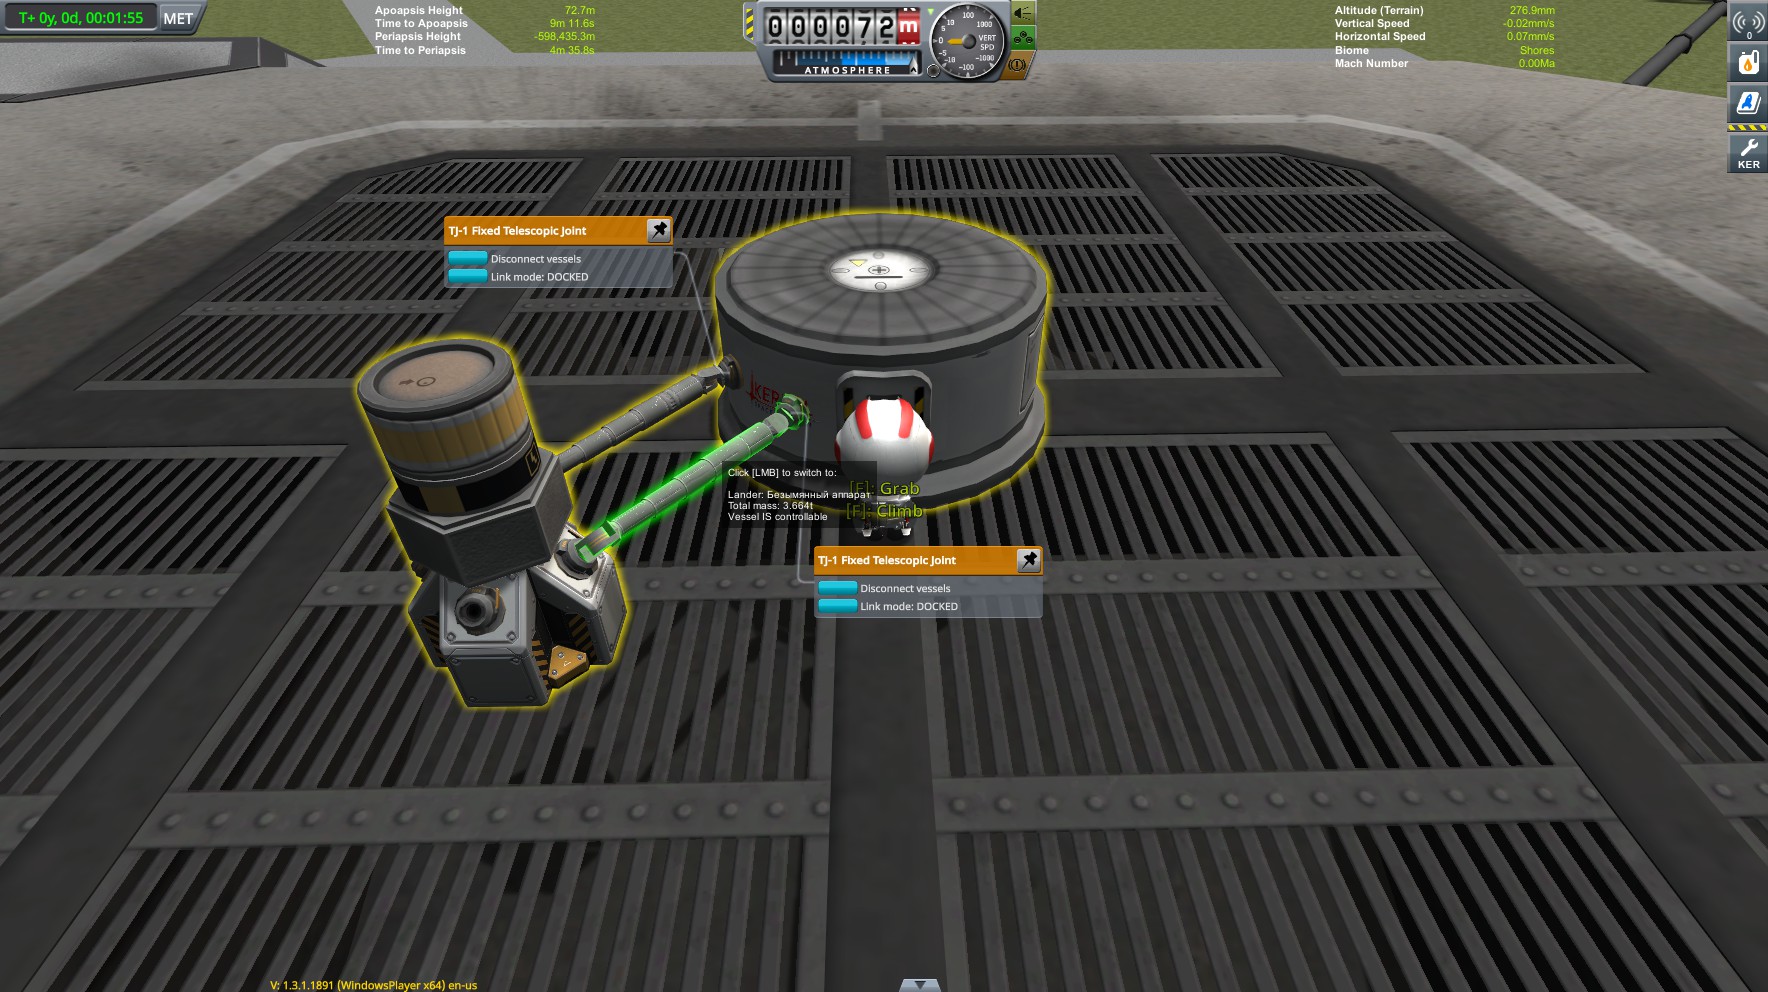 T+ 0y, 0d, 00:01:55 MET
Apoapsis Height 72.7m
Time to Apoapsis 9m 11.6s
Periapsis Height -598,435.3m
Time to Periapsis 4m 35.8s
000072 m
ATMOSPHERE
VERT
SPD
Altitude (Terrain) 276.9mm
Vertical Speed -0.02mm/s
Horizontal Speed 0.07mm/s
Biome Shores
Mach Number 0.00Ma
0
KER
TJ-1 Fixed Telescopic Joint
Disconnect vessels
Link mode: DOCKED
Click [LMB] to switch to:
Lander: Безымянный аппарат
Total mass: 3.664t
Vessel IS controllable
[F]: Climb
TJ-1 Fixed Telescopic Joint
Disconnect vessels
Link mode: DOCKED
V: 1.3.1.1891 (WindowsPlayer x64) en-us